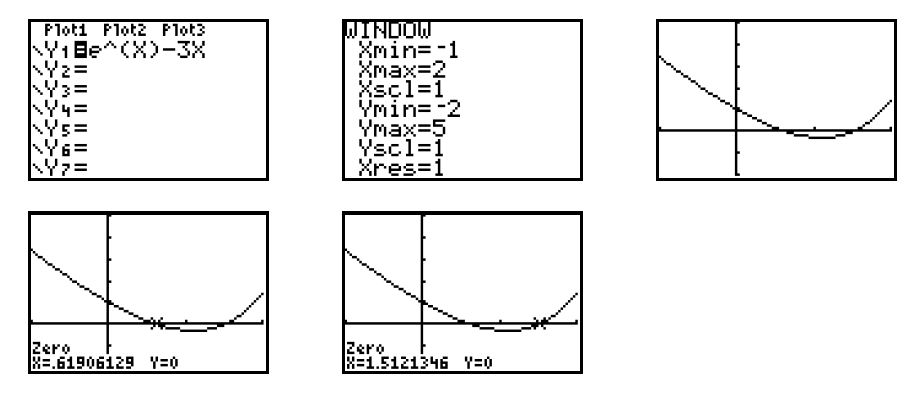 Plot1 Plot2 Plot3
\Y1=e^(X)-3X
\Y2=
\Y3=
\Y4=
\Y5=
\Y6=
\Y7=
WINDOW
Xmin=-1
Xmax=2
Xscl=1
Ymin=-2
Ymax=5
Yscl=1
Xres=1
Zero
X=.61906129 Y=0
Zero
X=1.5121346 Y=0